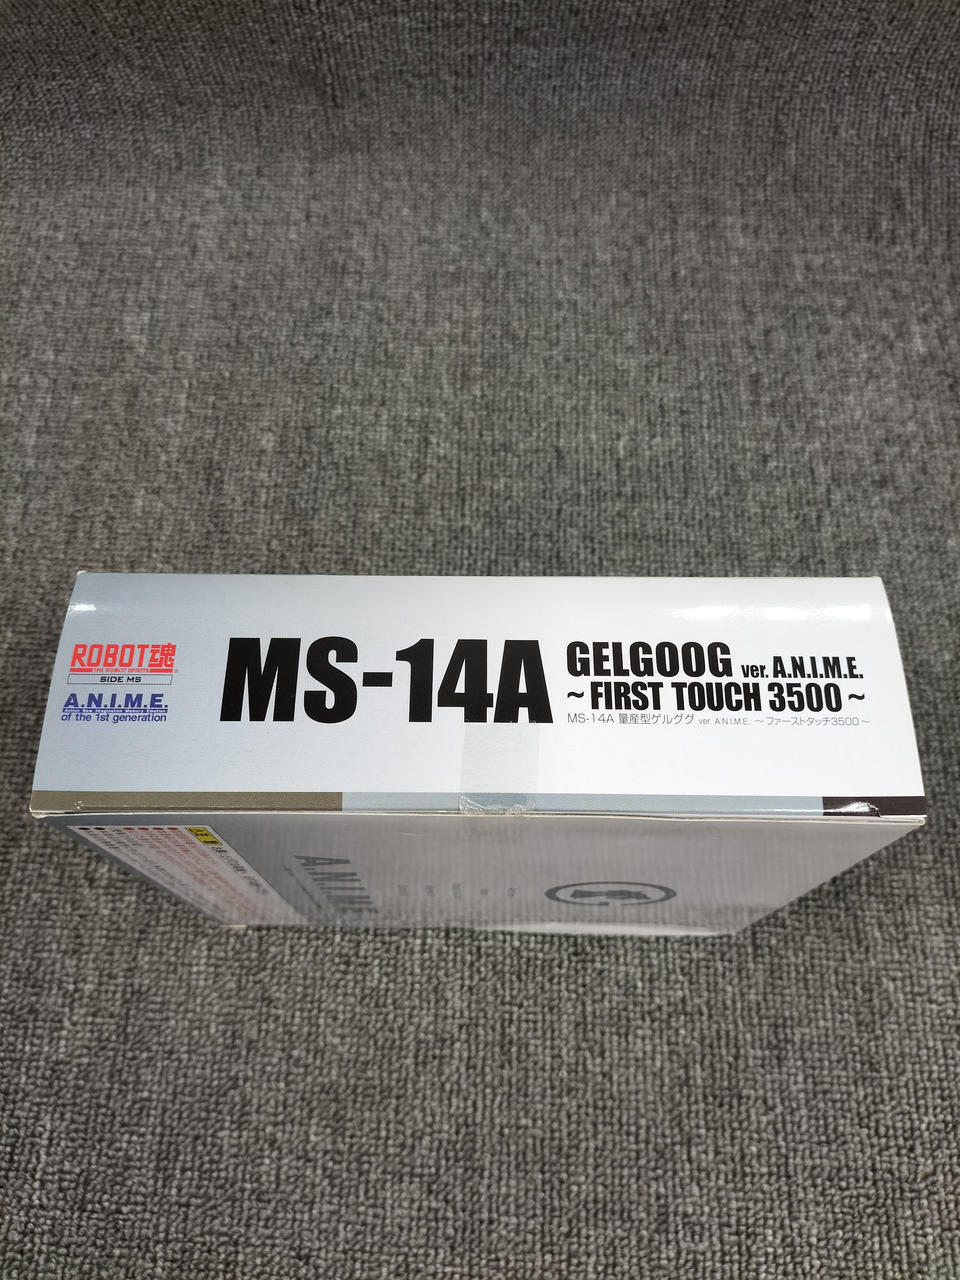 ROBOT魂
THE ROBOT SPIRITS
SIDE MS
A.N.I.M.E.
Action New Imagination Memory Emotion
of the 1st generation
MS-14A
GELGOOG ver. A.N.I.M.E.
~ FIRST TOUCH 3500 ~
MS-14A 量産型ゲルググ ver. A.N.I.M.E. ～ファーストタッチ3500～
A.N.I.M.E